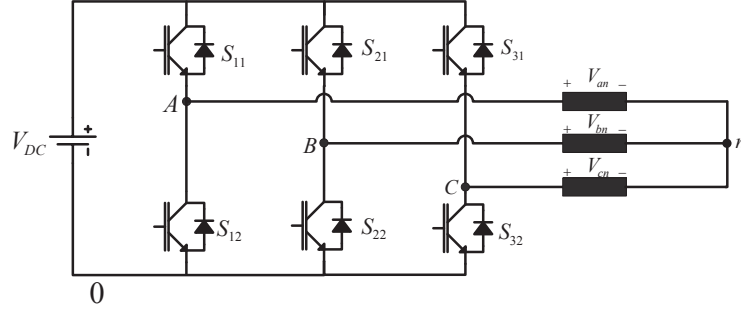 S11
S21
S31
+ Van −
A
VDC
+
B
+ Vbn −
n
C
+ Vcn −
S12
S22
S32
0